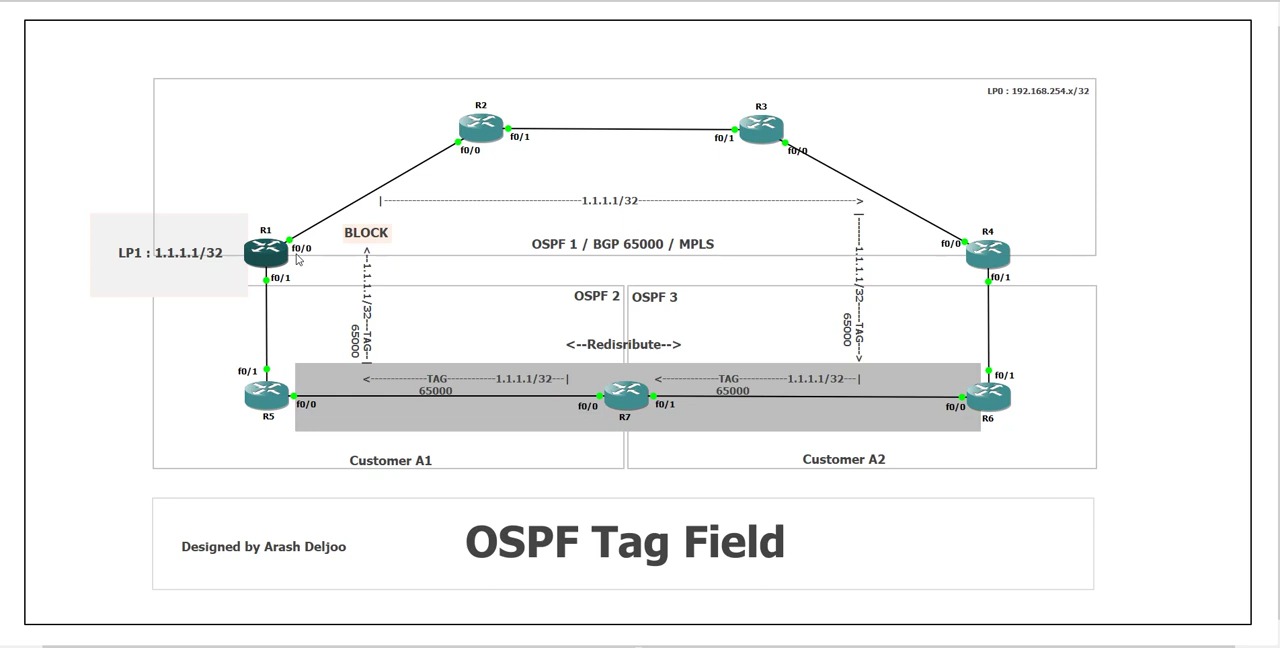 LP0 : 192.168.254.x/32
R2
R3
f0/1
f0/1
f0/0
f0/0
|------------------------1.1.1.1/32------------------------>
R1
BLOCK
R4
LP1 : 1.1.1.1/32
f0/0
OSPF 1 / BGP 65000 / MPLS
f0/0
f0/1
f0/1
<--1.1.1.1/32---TAG--|
65000
|------1.1.1.1/32-----TAG--->
65000
OSPF 2
OSPF 3
<--Redisribute-->
f0/1
f0/1
<------------TAG----------1.1.1.1/32---|
65000
<------------TAG----------1.1.1.1/32---|
65000
f0/0
f0/0
f0/1
f0/0
R5
R7
R6
Customer A1
Customer A2
Designed by Arash Deljoo
OSPF Tag Field